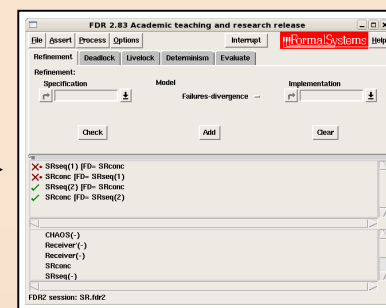 FDR 2.83 Academic teaching and research release
File Assert Process Options Interrupt FormalSystems Help
Refinement Deadlock Livelock Determinism Evaluate
Refinement:
Specification Model Implementation
Failures-divergence
Check Add Clear
SRseq(1) [FD= SRconc
SRconc [FD= SRseq(1)
SRseq(2) [FD= SRconc
SRconc [FD= SRseq(2)
CHAOS(-)
Receiver'(-)
Receiver(-)
SRconc
SRseq(-)
FDR2 session: SR.fdr2